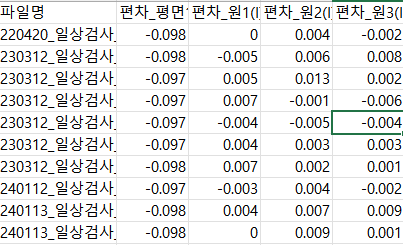 파일명 편차_평면 편차_원1(I 편차_원2(I 편차_원3(I
220420_일상검사_ -0.098 0 0.004 -0.002
230312_일상검사_ -0.098 -0.005 0.006 0.008
230312_일상검사_ -0.097 0.005 0.013 0.002
230312_일상검사_ -0.097 0.007 -0.001 -0.006
230312_일상검사_ -0.097 -0.004 -0.005 -0.004
230312_일상검사_ -0.097 0.004 0.003 0.003
230312_일상검사_ -0.098 0.007 0.002 0.001
240112_일상검사_ -0.097 -0.003 0.004 -0.002
240113_일상검사_ -0.098 0.004 0.007 0.009
240113_일상검사_ -0.098 0 0.009 0.001